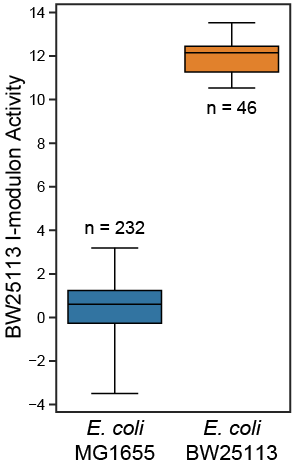 14
12
10
8
6
4
2
0
−2
−4
BW25113 I-modulon Activity
n = 46
n = 232
E. coli
MG1655
E. coli
BW25113